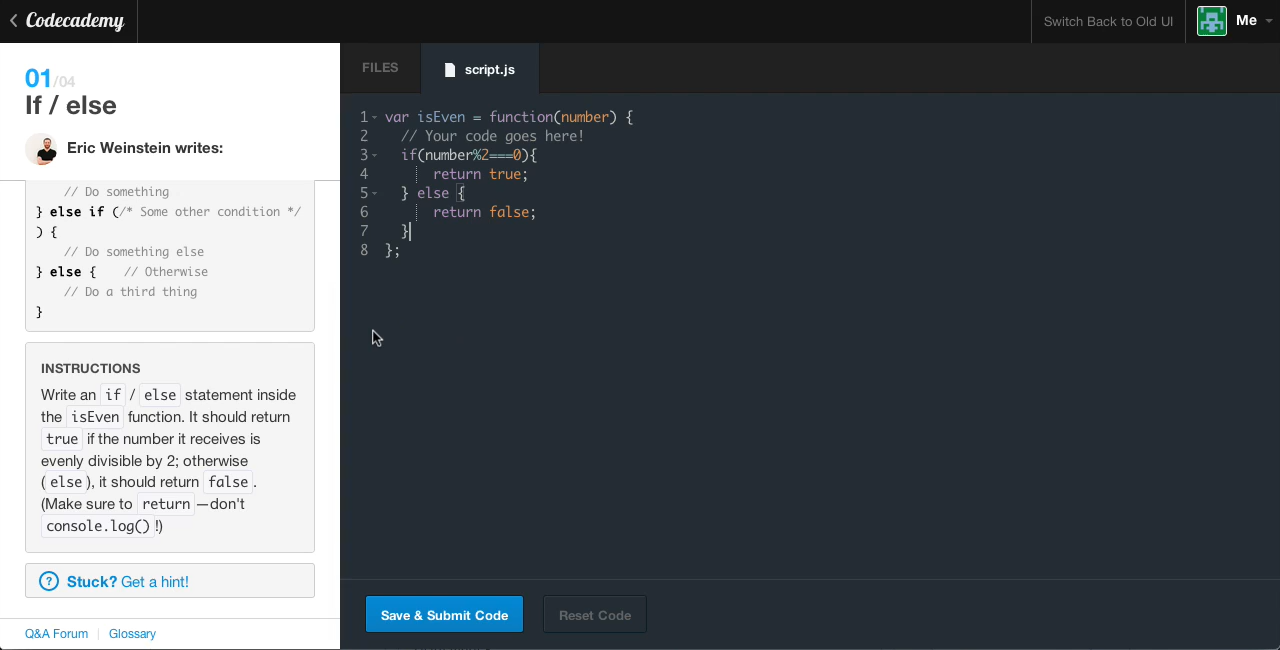 Codecademy
Switch Back to Old UI
Me
01/04
If / else
Eric Weinstein writes:
// Do something
} else if (/* Some other condition */
) {
// Do something else
} else {    // Otherwise
// Do a third thing
}
INSTRUCTIONS
Write an if / else statement inside
the isEven function. It should return
true if the number it receives is
evenly divisible by 2; otherwise
(else), it should return false.
(Make sure to return—don't
console.log()!)
? Stuck? Get a hint!
Q&A Forum | Glossary
FILES
script.js
1 var isEven = function(number) {
2   // Your code goes here!
3   if(number%2===0){
4       return true;
5   } else {
6       return false;
7   }
8 };
Save & Submit Code
Reset Code